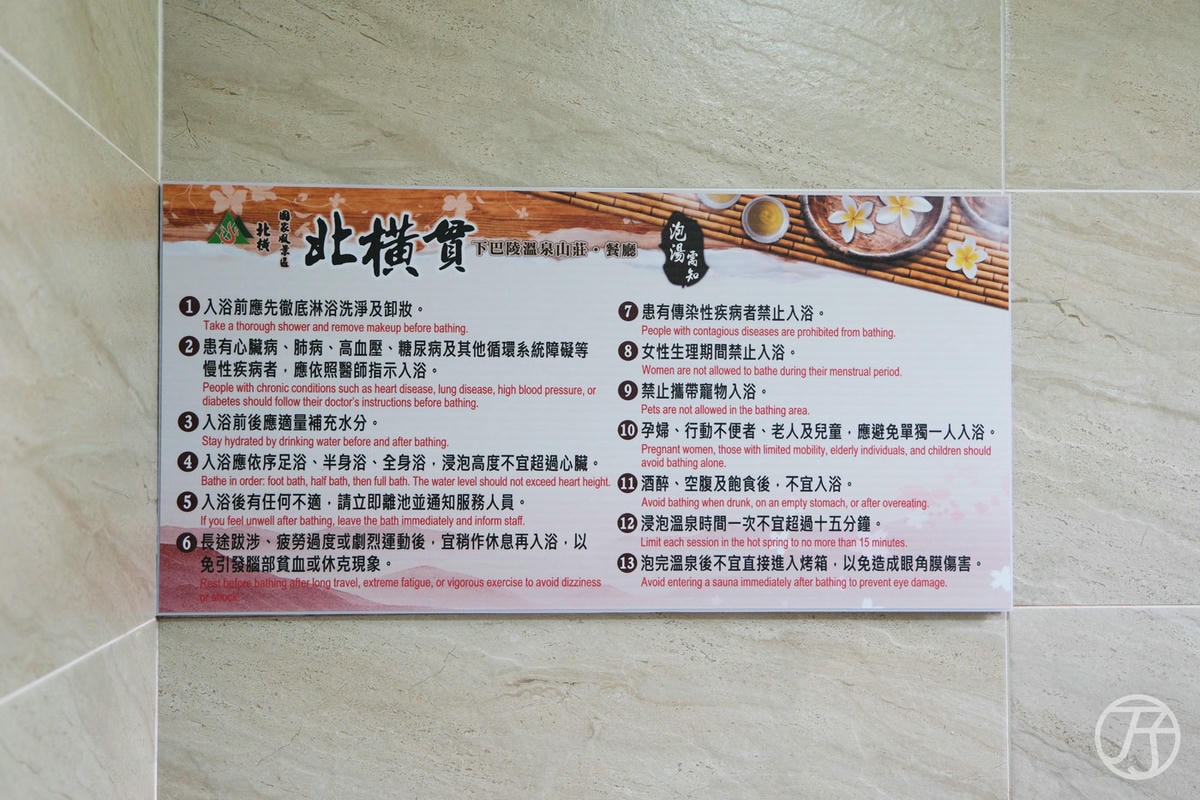 北橫
國家風景區
北橫貫
下巴陵溫泉山莊・餐廳
泡湯
需知
1 入浴前應先徹底淋浴洗淨及卸妝。
Take a thorough shower and remove makeup before bathing.
2 患有心臟病、肺病、高血壓、糖尿病及其他循環系統障礙等
慢性疾病者，應依照醫師指示入浴。
People with chronic conditions such as heart disease, lung disease, high blood pressure, or
diabetes should follow their doctor's instructions before bathing.
3 入浴前後應適量補充水分。
Stay hydrated by drinking water before and after bathing.
4 入浴應依序足浴、半身浴、全身浴，浸泡高度不宜超過心臟。
Bathe in order: foot bath, half bath, then full bath. The water level should not exceed heart height.
5 入浴後有任何不適，請立即離池並通知服務人員。
If you feel unwell after bathing, leave the bath immediately and inform staff.
6 長途跋涉、疲勞過度或劇烈運動後，宜稍作休息再入浴，以
免引發腦部貧血或休克現象。
Rest before bathing after long travel, extreme fatigue, or vigorous exercise to avoid dizziness
or shock.
7 患有傳染性疾病者禁止入浴。
People with contagious diseases are prohibited from bathing.
8 女性生理期間禁止入浴。
Women are not allowed to bathe during their menstrual period.
9 禁止攜帶寵物入浴。
Pets are not allowed in the bathing area.
10 孕婦、行動不便者、老人及兒童，應避免單獨一人入浴。
Pregnant women, those with limited mobility, elderly individuals, and children should
avoid bathing alone.
11 酒醉、空腹及飽食後，不宜入浴。
Avoid bathing when drunk, on an empty stomach, or after overeating.
12 浸泡溫泉時間一次不宜超過十五分鐘。
Limit each session in the hot spring to no more than 15 minutes.
13 泡完溫泉後不宜直接進入烤箱，以免造成眼角膜傷害。
Avoid entering a sauna immediately after bathing to prevent eye damage.